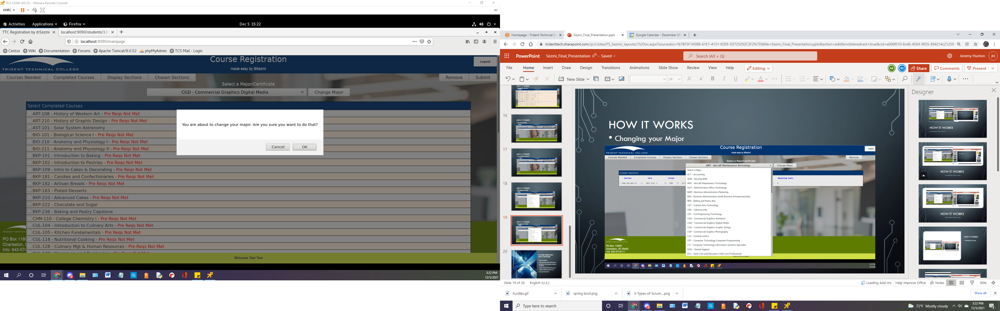 TCS-CEN8-WS-03 - VMware Remote Console
VMRC
Activities
Applications
Firefox
Dec 5 15:22
TTC Registration by ©Sezmi
localhost:9090/students/32/
localhost:9090/mainpage
Centos
Wiki
Documentation
Forums
Apache Tomcat/9.0.52
phpMyAdmin
TCS Mail - Login
TRIDENT TECHNICAL COLLEGE
Course Registration
made easy by ©Sezmi
Logout
Courses Needed
Completed Courses
Display Sections
Chosen Sections
Remove
Submit
Select a Major/Certificate
CGD - Commercial Graphics Digital Media
Change Major
Select Completed Courses
ART-108 - History of Western Art - Pre Reqs Not Met
ART-210 - History of Graphic Design - Pre Reqs Not Met
AST-101 - Solar System Astronomy
BIO-101 - Biological Science I - Pre Reqs Not Met
BIO-210 - Anatomy and Physiology I - Pre Reqs Not Met
BIO-211 - Anatomy and Physiology II - Pre Reqs Not Met
BKP-101 - Introduction to Baking - Pre Reqs Not Met
BKP-102 - Introduction to Pastries - Pre Reqs Not Met
BKP-109 - Intro to Cakes & Decorating - Pre Reqs Not Met
BKP-181 - Candies and Confectionaries - Pre Reqs Not Met
BKP-182 - Artisan Breads - Pre Reqs Not Met
BKP-183 - Plated Desserts
BKP-210 - Advanced Cakes - Pre Reqs Not Met
BKP-222 - Chocolate and Sugar
BKP-236 - Baking and Pastry Capstone
CHM-110 - College Chemistry I - Pre Reqs Not Met
CUL-104 - Introduction to Culinary Arts - Pre Reqs Not Met
CUL-105 - Kitchen Fundamentals - Pre Reqs Not Met
CUL-118 - Nutritional Cooking - Pre Reqs Not Met
CUL-128 - Culinary Mgt & Human Resources - Pre Reqs Not Met
You are about to change your major. Are you sure you want to do that?
Cancel
OK
TRIDENT TECHNIC
PO Box 1180
Charleston, S
Info: 843-574
Welcome Test Test
3:22 PM
12/5/2021
Homepage - Trident Technical Co
Sezmi_Final_Presentation.pptx
Google Calendar - December 20
tridenttech.sharepoint.com/:p:/r/sites/FS_Sezmi/_layouts/15/Doc.aspx?sourcedoc=%7BF3F1A5BB-61E1-4131-82E8-5D725E92C3F2%7D&file=Sezmi_Final_Presentation.pptx&action=edit&mobileredirect=true&cid=e606f010-8cd6-4569-9035-894214c21259
PowerPoint
Sezmi_Final_Presentation
- Saved
Search (Alt + Q)
Jeremy Hunton
JH
File
Home
Insert
Draw
Design
Transitions
Animations
Slide Show
Review
View
Help
Editing
AK
BS
Share
Comments
Present
New Slide
24
16
17
18
19
20
HOW IT WORKS
• Changing your Major
TRIDENT TECHNICAL COLLEGE
Course Registration
made easy by ©Sezmi
Logout
Courses Needed
Completed Courses
Display Sections
Chosen Sections
Remove
Select a Major/Certificate
AMT - Aircraft Maintenance Technology
Change Major
Chosen Sections
Section
Term
Format
Remaining Seats
ENG-101-001-F1 || 2021 Fall 1 || HYB ||
4
Select a Major
ACT - Accounting
ADN - Nursing ADN
AMT - Aircraft Maintenance Technology
AOT - Administrative Office Technology
BAM - Business Administration Marketing
BAS - Business Administration Small Business Entrepreneurship
BPA - Baking and Pastry Arts
CAT - Culinary Arts Technology
CBS - Cybersecurity
CET - Civil Engineering Technology
CGA - Commercial Graphics Animation
CGD - Commercial Graphics Digital Media
CGG - Commercial Graphics Graphic Design
CGP - Commercial Graphics Photography
CJU - Criminal Justice
CPT - Computer Technology Computer Programming
CTI - Computer Technology Information Systems Specialist
DHG - Dental Hygiene
ECC - Early Care and Education Child Care Professional
PO Box 118067
Charleston, SC 29423
Info: 843-574-6111
3:17 PM
Designer
HOW IT WORKS
HOW IT WORKS
HOW IT WORKS
HOW IT WORKS
FUTURE DIRECTION
AND CHANGES
Slide 19 of 20
English (U.S.)
Loading Add-ins
Help Improve Office
Notes
90%
hurdles.gif
spring boot.png
5-Types-of-Scrum....png
Show all
Type here to search
72°F Mostly cloudy
3:22 PM
12/5/2021